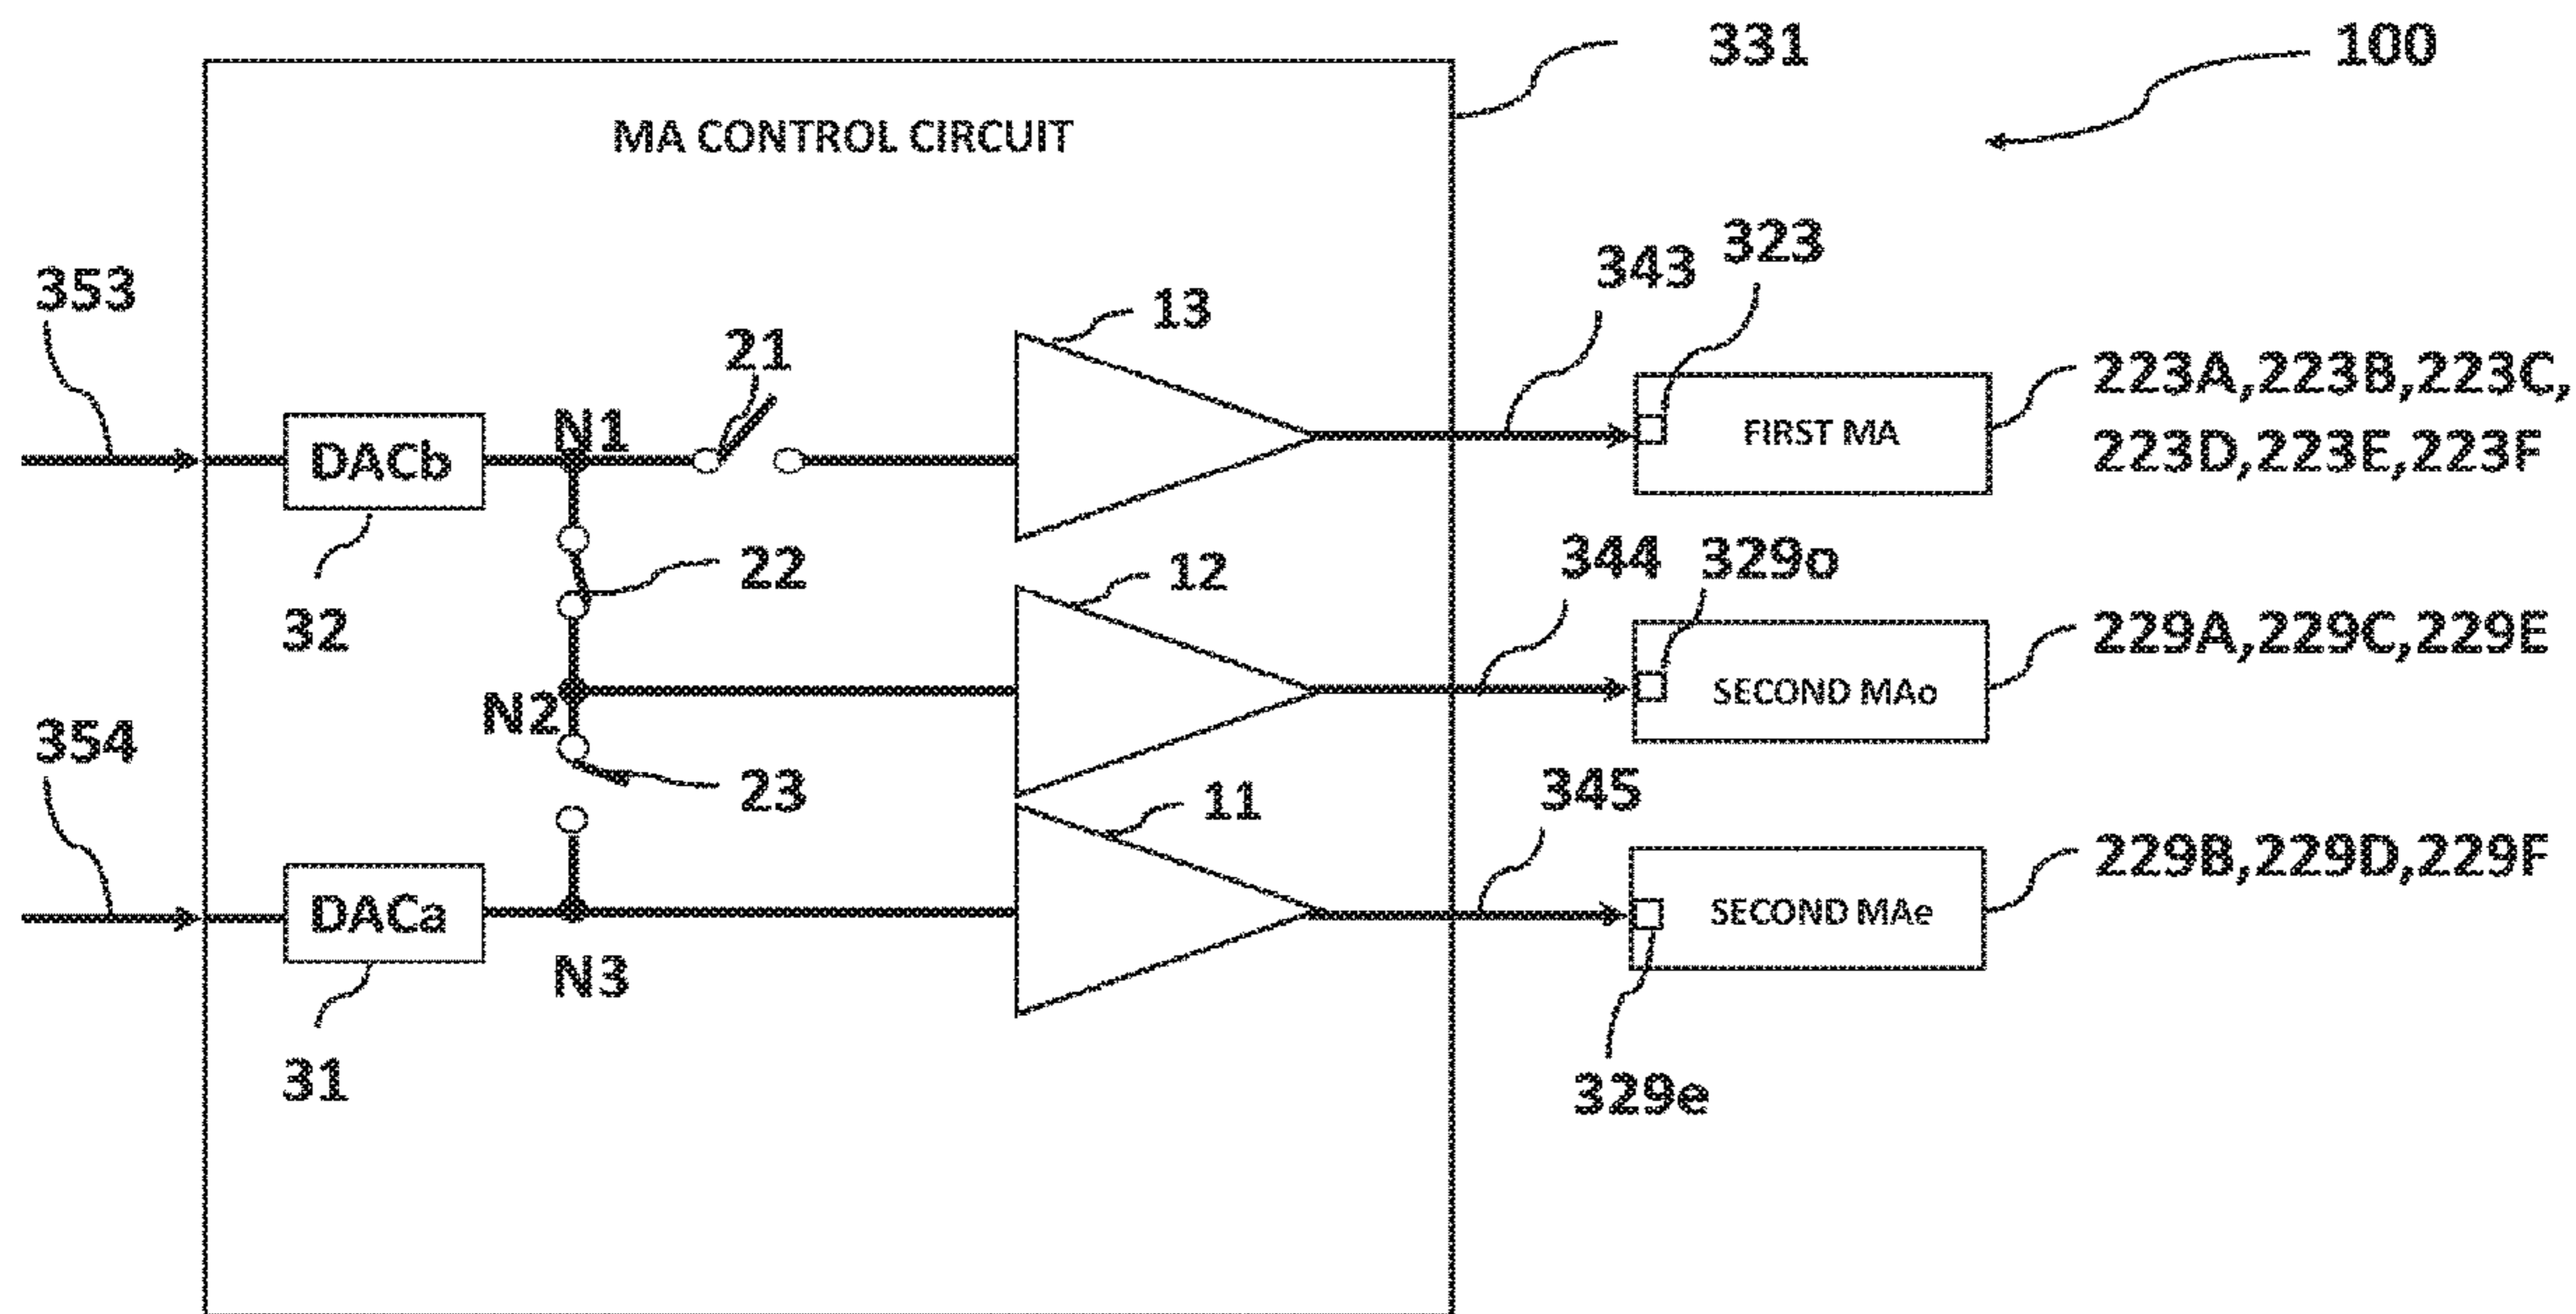 331
100
MA CONTROL CIRCUIT
353
343
323
13
21
N1
DACb
FIRST MA
223A,223B,223C,
223D,223E,223F
32
22
12
344
329o
N2
SECOND MAo
229A,229C,229E
354
23
11
345
DACa
N3
SECOND MAe
229B,229D,229F
31
329e